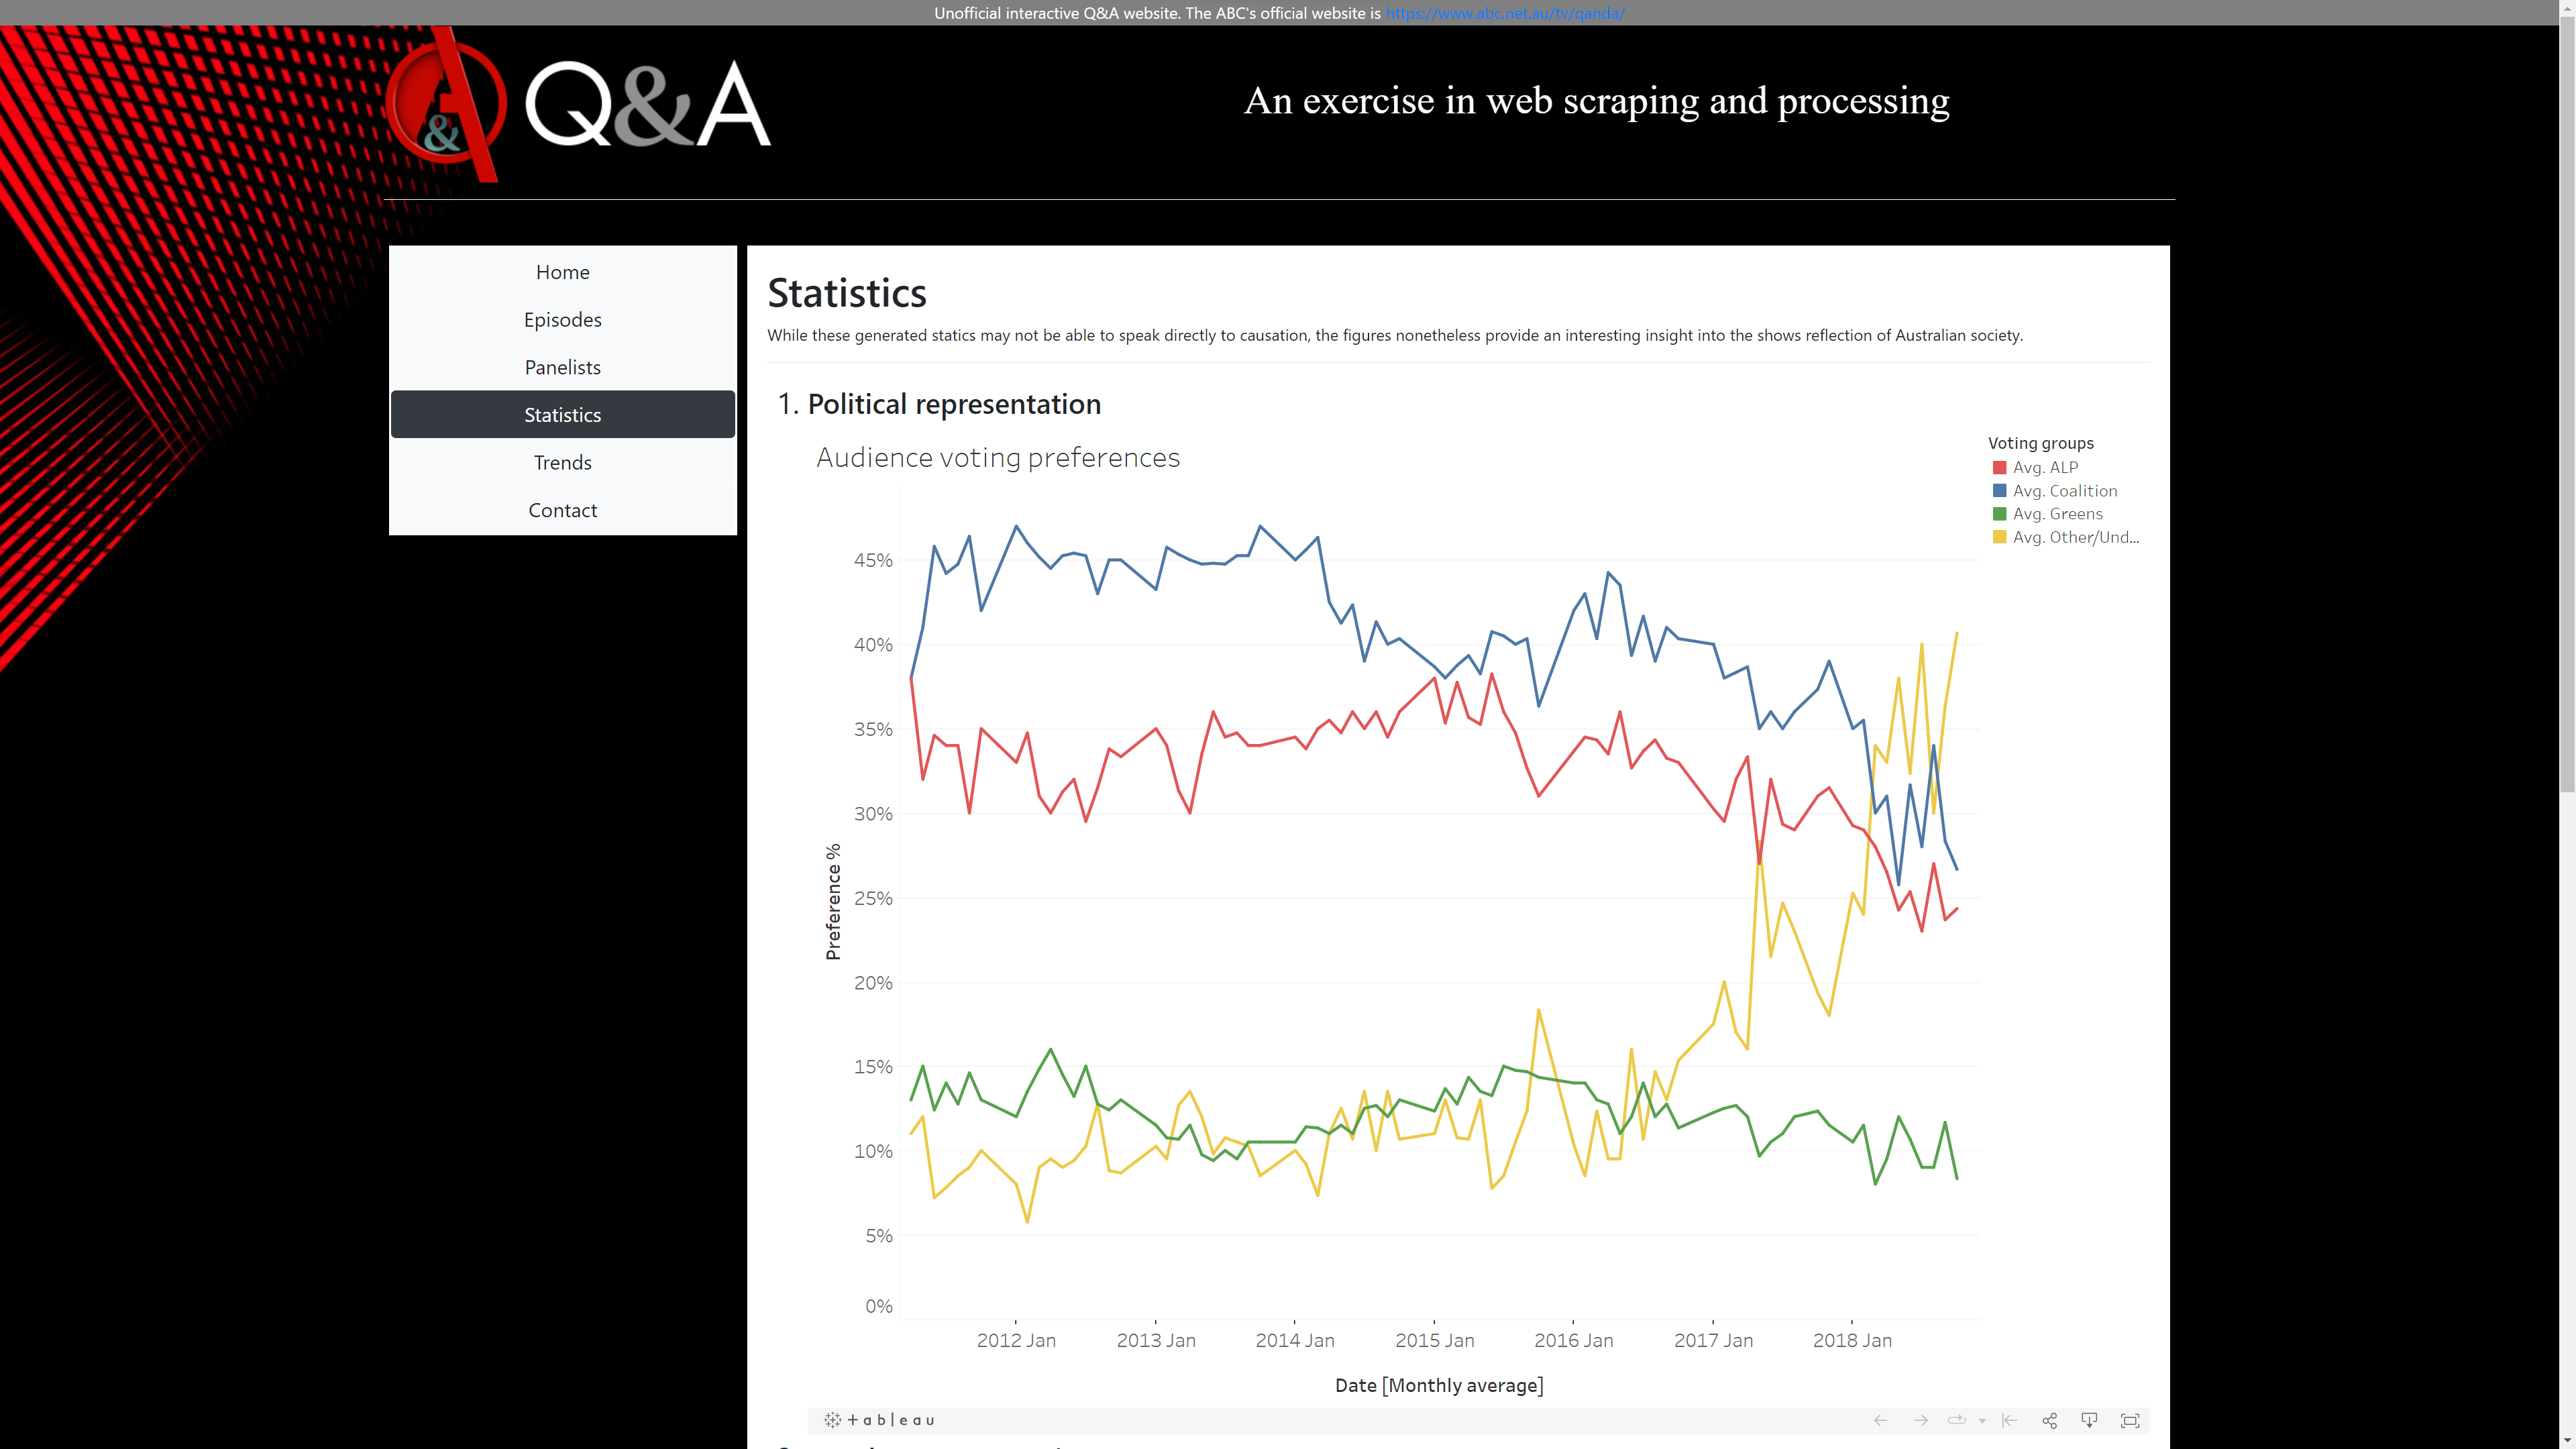 Unofficial interactive Q&A website. The ABC's official website is https://www.abc.net.au/tv/qanda/
Q&A
An exercise in web scraping and processing
Home
Episodes
Panelists
Statistics
Trends
Contact
Statistics
While these generated statics may not be able to speak directly to causation, the figures nonetheless provide an interesting insight into the shows reflection of Australian society.
1. Political representation
Audience voting preferences
Voting groups
Avg. ALP
Avg. Coalition
Avg. Greens
Avg. Other/Und...
45%
40%
35%
30%
25%
20%
15%
10%
5%
0%
Preference %
2012 Jan 2013 Jan 2014 Jan 2015 Jan 2016 Jan 2017 Jan 2018 Jan
Date [Monthly average]
+ableau